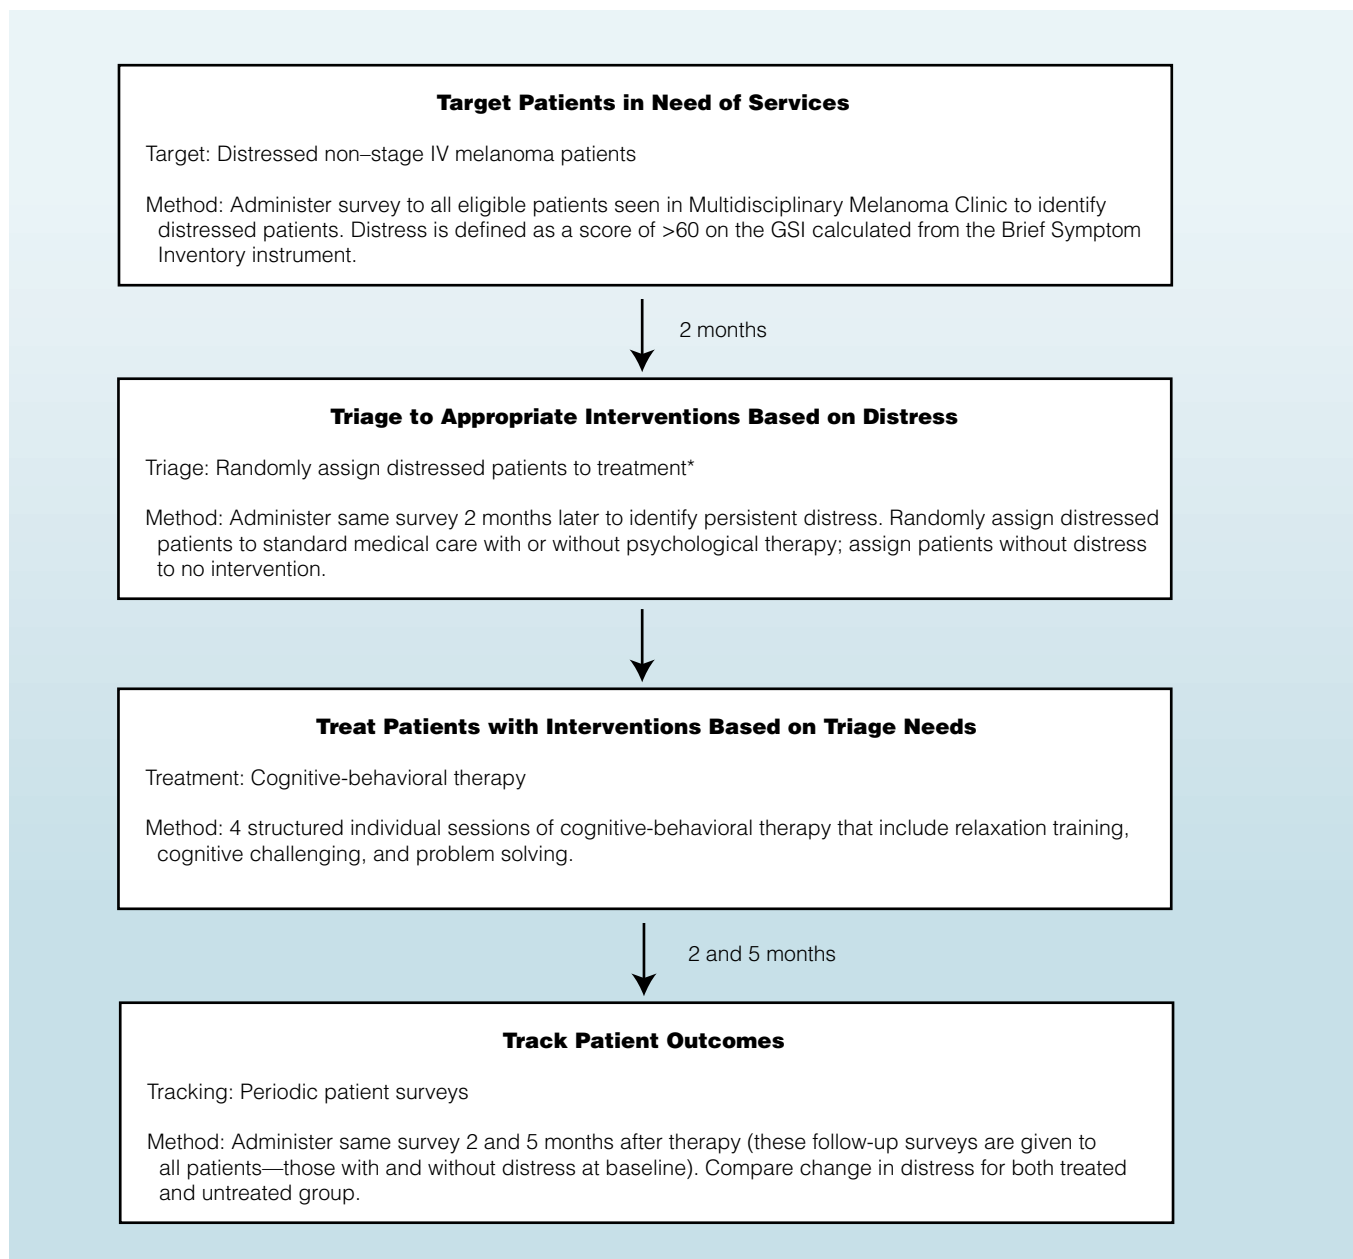 Target Patients in Need of Services
Target: Distressed non–stage IV melanoma patients
Method: Administer survey to all eligible patients seen in Multidisciplinary Melanoma Clinic to identify
distressed patients. Distress is defined as a score of >60 on the GSI calculated from the Brief Symptom
Inventory instrument.
2 months
Triage to Appropriate Interventions Based on Distress
Triage: Randomly assign distressed patients to treatment*
Method: Administer same survey 2 months later to identify persistent distress. Randomly assign distressed
patients to standard medical care with or without psychological therapy; assign patients without distress
to no intervention.
Treat Patients with Interventions Based on Triage Needs
Treatment: Cognitive-behavioral therapy
Method: 4 structured individual sessions of cognitive-behavioral therapy that include relaxation training,
cognitive challenging, and problem solving.
2 and 5 months
Track Patient Outcomes
Tracking: Periodic patient surveys
Method: Administer same survey 2 and 5 months after therapy (these follow-up surveys are given to
all patients—those with and without distress at baseline). Compare change in distress for both treated
and untreated group.